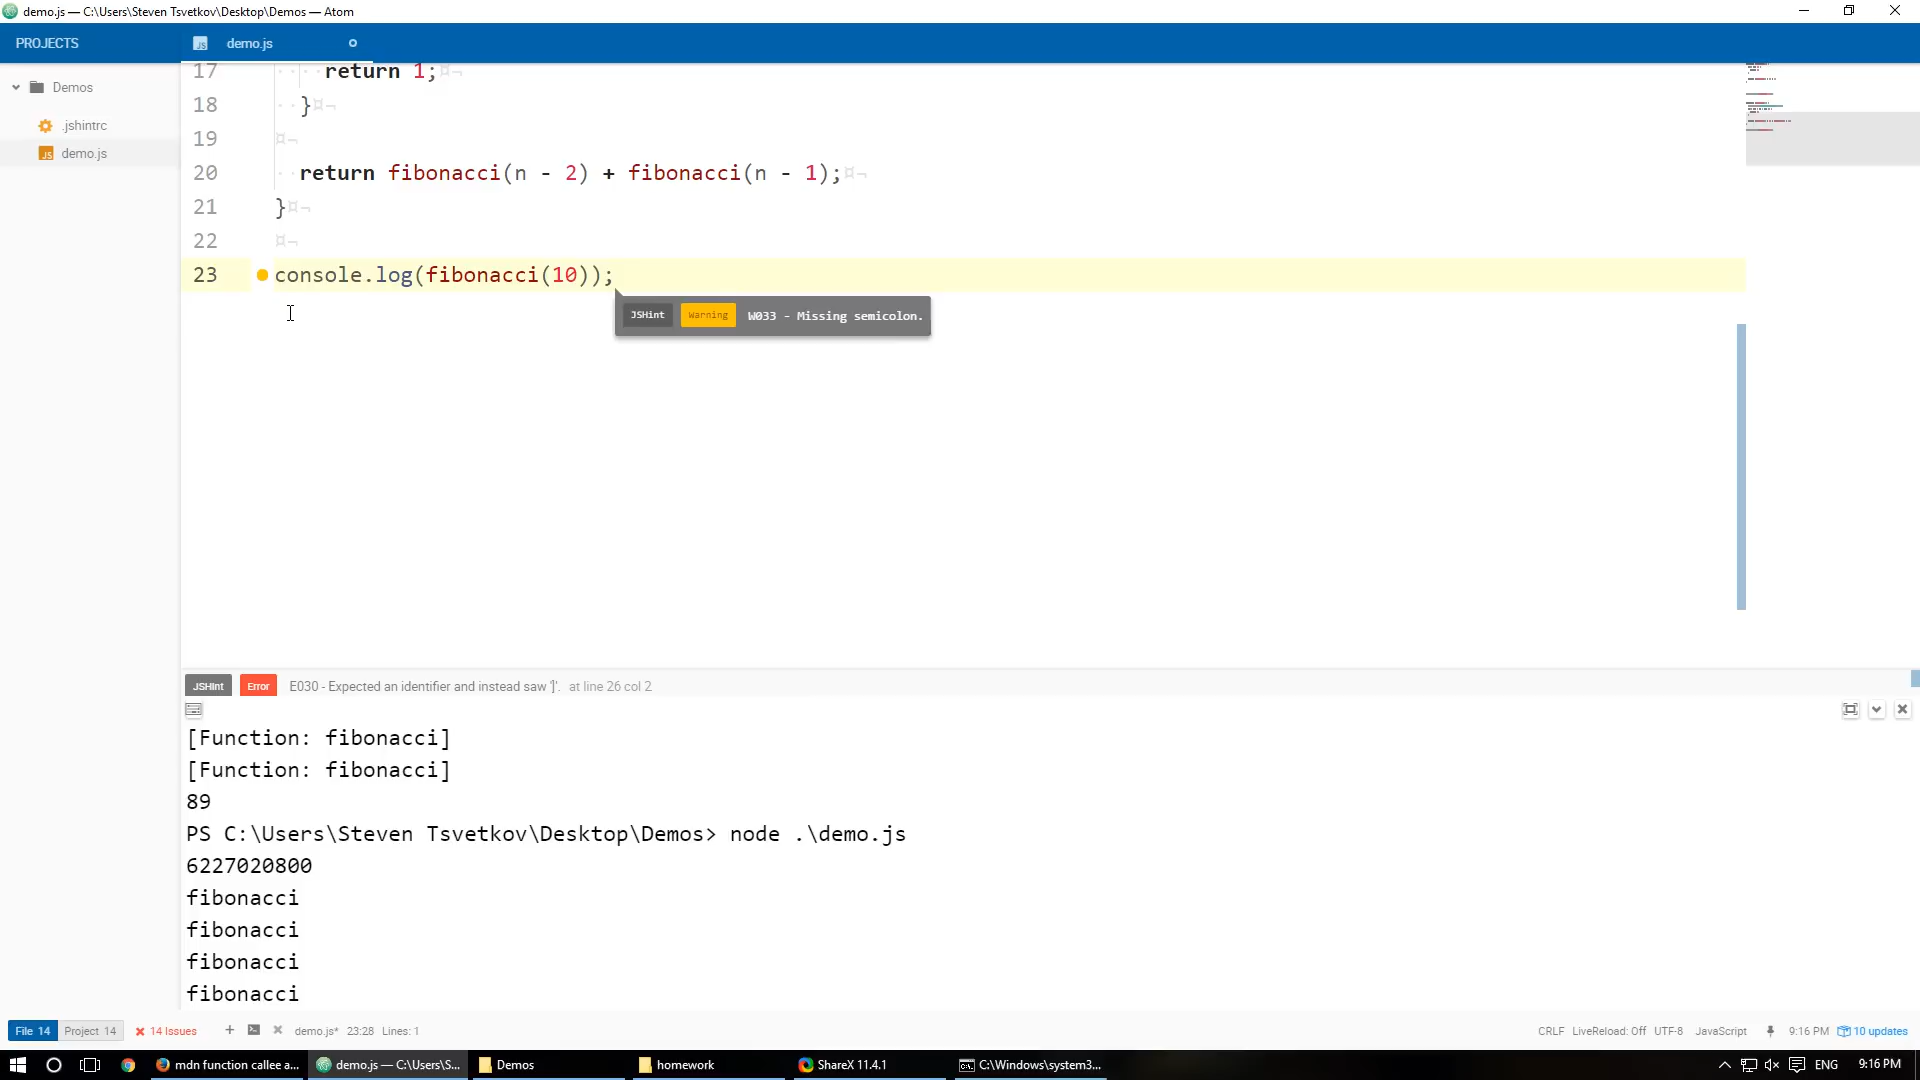 demo.js — C:\Users\Steven Tsvetkov\Desktop\Demos — Atom
PROJECTS
demo.js
Demos
.jshintrc
demo.js
17 return 1;¤¬
18 }¤¬
19 ¤¬
20 return fibonacci(n - 2) + fibonacci(n - 1);¤¬
21 }¤¬
22 ¤¬
23 console.log(fibonacci(10));
JSHint Warning W033 - Missing semicolon.
JSHint Error E030 - Expected an identifier and instead saw ']'. at line 26 col 2
[Function: fibonacci]
[Function: fibonacci]
89
PS C:\Users\Steven Tsvetkov\Desktop\Demos> node .\demo.js
6227020800
fibonacci
fibonacci
fibonacci
fibonacci
File 14 Project 14 14 Issues demo.js* 23:28 Lines: 1 CRLF LiveReload: Off UTF-8 JavaScript 9:16 PM 10 updates
mdn function callee a... demo.js — C:\Users\S... Demos homework ShareX 11.4.1 C:\Windows\system3... ENG 9:16 PM